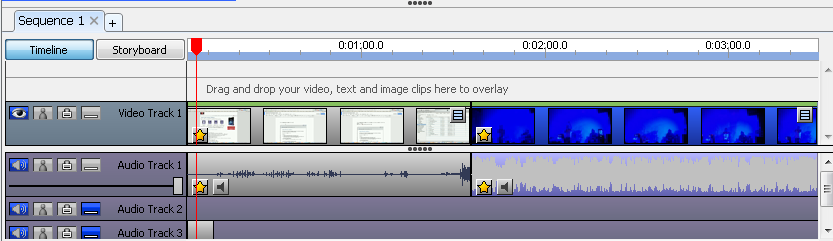 Sequence 1 × +
Timeline Storyboard 0:01:00.0 0:02:00.0 0:03:00.0
Drag and drop your video, text and image clips here to overlay
Video Track 1
Audio Track 1
Audio Track 2
Audio Track 3